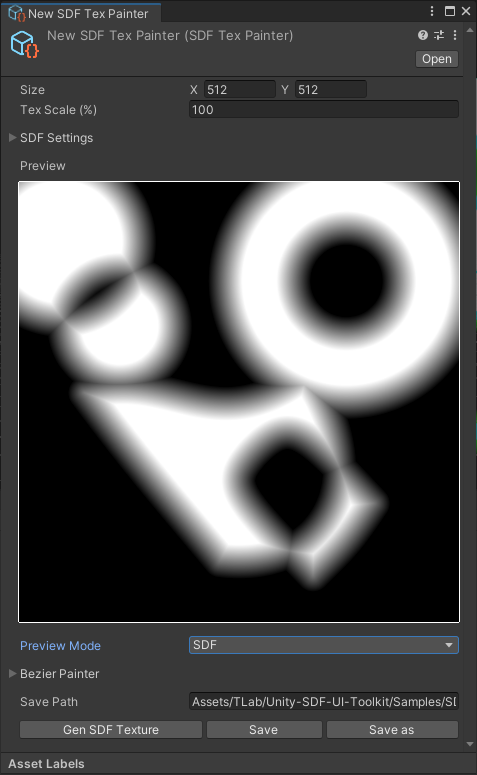 New SDF Tex Painter
New SDF Tex Painter (SDF Tex Painter)
Open
Size X 512 Y 512
Tex Scale (%) 100
SDF Settings
Preview
Preview Mode SDF
Bezier Painter
Save Path Assets/TLab/Unity-SDF-UI-Toolkit/Samples/SD
Gen SDF Texture Save Save as
Asset Labels